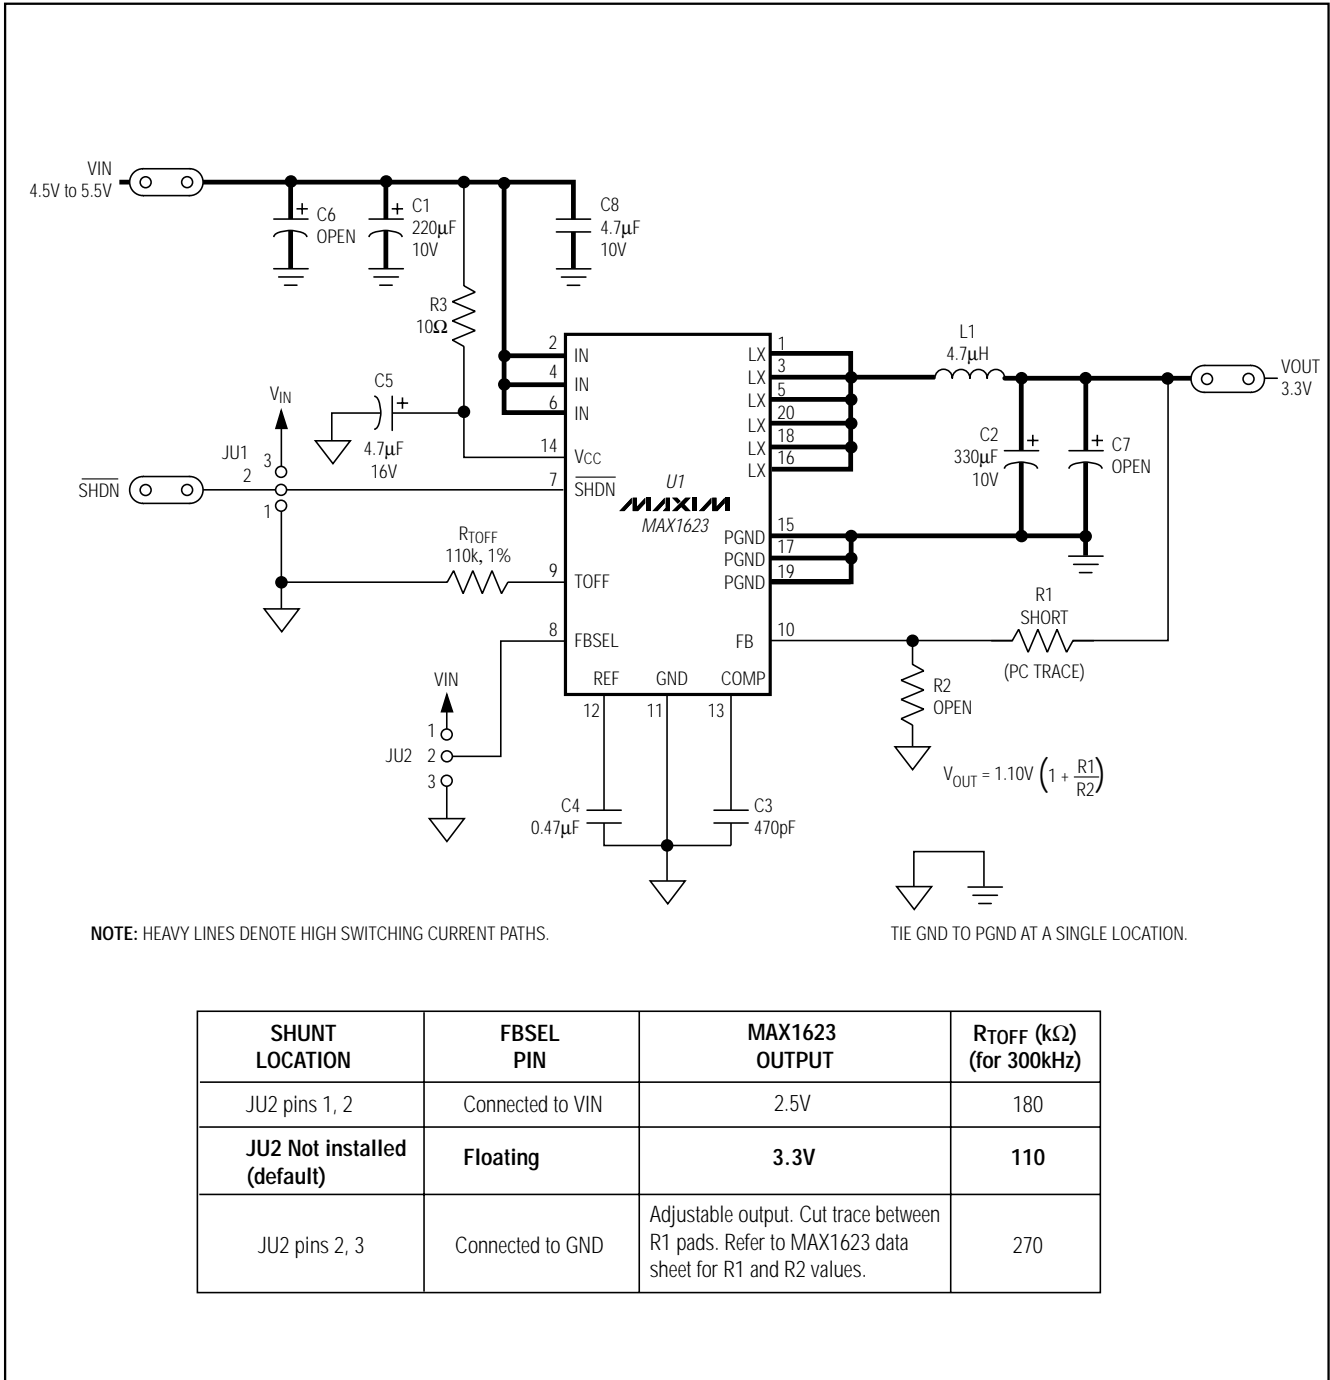 VIN
4.5V to 5.5V
+
C6
OPEN
+
C1
220µF
10V
C8
4.7µF
10V
R3
10Ω
C5
+
4.7µF
16V
VIN
JU1
3
2
1
SHDN
RTOFF
110k, 1%
VIN
1
JU2
2
3
2
IN
4
IN
6
IN
14
VCC
7
SHDN
9
TOFF
8
FBSEL
U1
MAXIM
MAX1623
1
LX
3
LX
5
LX
20
LX
18
LX
16
LX
15
PGND
17
PGND
19
PGND
10
FB
REF
GND
COMP
12
11
13
L1
4.7µH
VOUT
3.3V
C2
+
330µF
10V
+
C7
OPEN
R1
SHORT
(PC TRACE)
R2
OPEN
VOUT = 1.10V (1 + R1/R2)
C4
0.47µF
C3
470pF
NOTE: HEAVY LINES DENOTE HIGH SWITCHING CURRENT PATHS.
TIE GND TO PGND AT A SINGLE LOCATION.
SHUNT
LOCATION
FBSEL
PIN
MAX1623
OUTPUT
RTOFF (kΩ)
(for 300kHz)
JU2 pins 1, 2
Connected to VIN
2.5V
180
JU2 Not installed
(default)
Floating
3.3V
110
JU2 pins 2, 3
Connected to GND
Adjustable output. Cut trace between
R1 pads. Refer to MAX1623 data
sheet for R1 and R2 values.
270